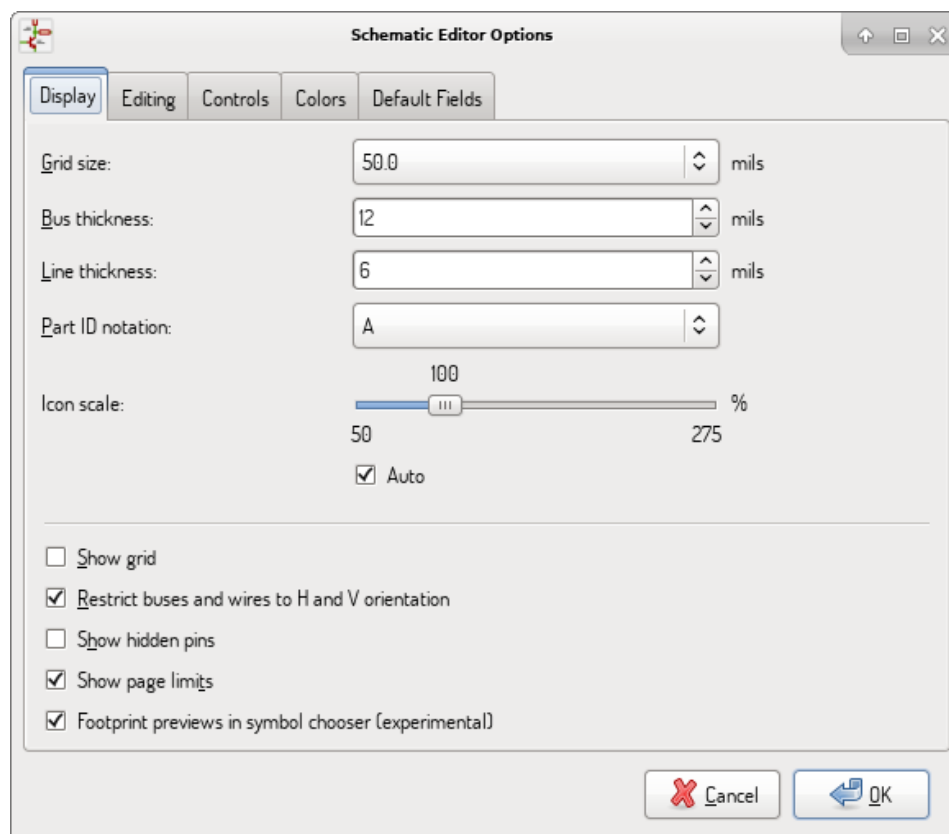 Schematic Editor Options
Display Editing Controls Colors Default Fields
Grid size: 50.0 mils
Bus thickness: 12 mils
Line thickness: 6 mils
Part ID notation: A
100
Icon scale: %
50 275
Auto
Show grid
Restrict buses and wires to H and V orientation
Show hidden pins
Show page limits
Footprint previews in symbol chooser (experimental)
Cancel OK